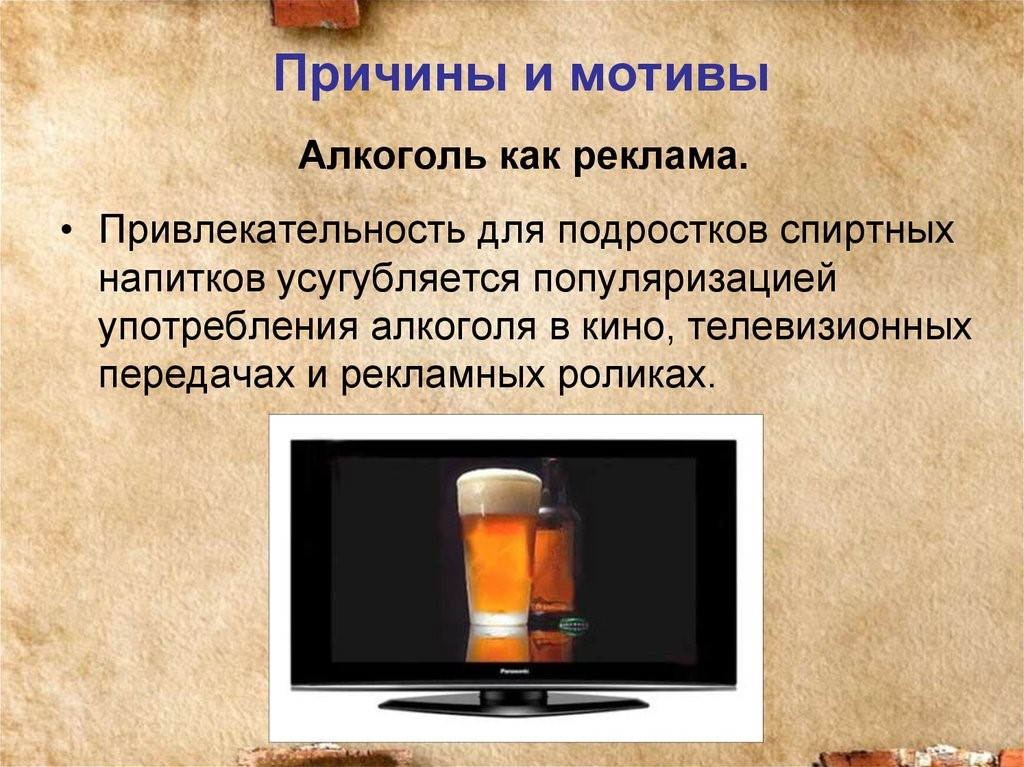 Причины и мотивы
Алкоголь как реклама.
• Привлекательность для подростков спиртных
напитков усугубляется популяризацией
употребления алкоголя в кино, телевизионных
передачах и рекламных роликах.
Panasonic